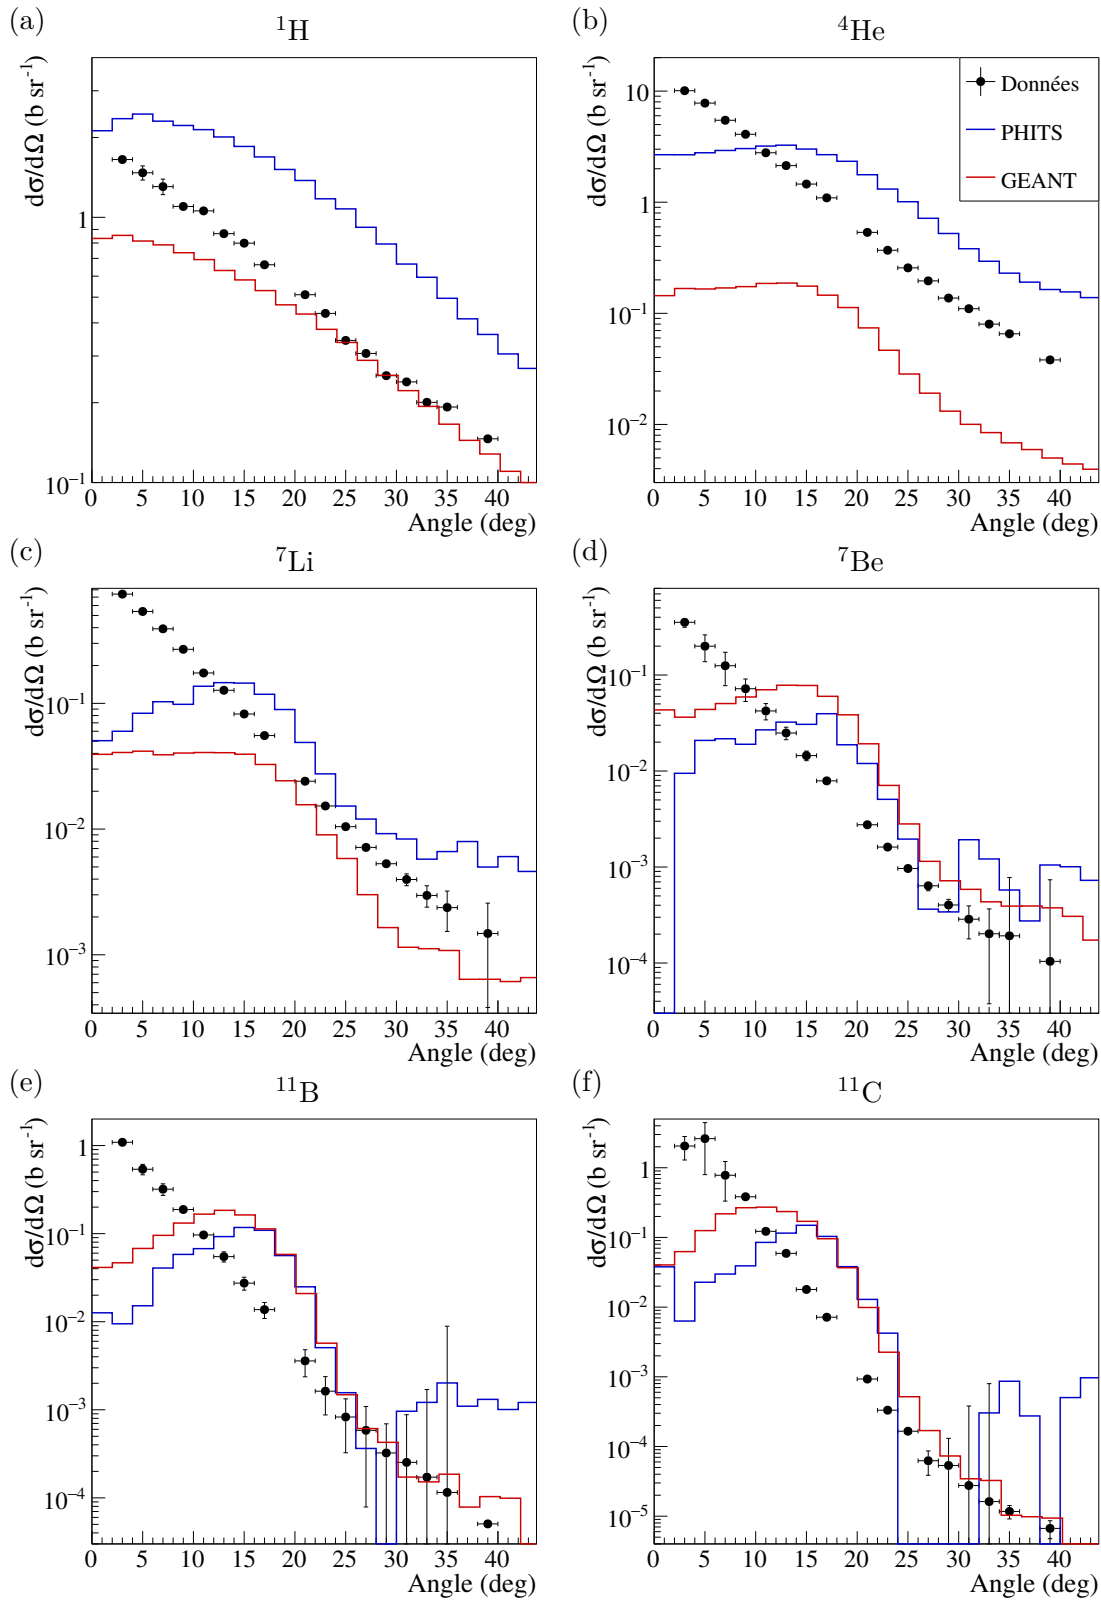 (a) ¹H
dσ/dΩ (b sr⁻¹)
1
10⁻¹
0 5 10 15 20 25 30 35 40
Angle (deg)
(b) ⁴He
dσ/dΩ (b sr⁻¹)
Données
PHITS
GEANT
10
1
10⁻¹
10⁻²
0 5 10 15 20 25 30 35 40
Angle (deg)
(c) ⁷Li
dσ/dΩ (b sr⁻¹)
10⁻¹
10⁻²
10⁻³
0 5 10 15 20 25 30 35 40
Angle (deg)
(d) ⁷Be
dσ/dΩ (b sr⁻¹)
10⁻¹
10⁻²
10⁻³
10⁻⁴
0 5 10 15 20 25 30 35 40
Angle (deg)
(e) ¹¹B
dσ/dΩ (b sr⁻¹)
1
10⁻¹
10⁻²
10⁻³
10⁻⁴
0 5 10 15 20 25 30 35 40
Angle (deg)
(f) ¹¹C
dσ/dΩ (b sr⁻¹)
1
10⁻¹
10⁻²
10⁻³
10⁻⁴
10⁻⁵
0 5 10 15 20 25 30 35 40
Angle (deg)